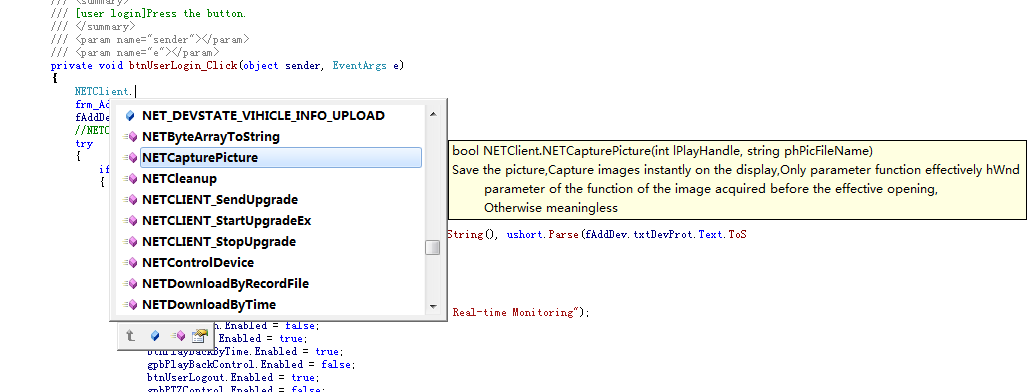 /// <summary>
/// [user login]Press the button.
/// </summary>
/// <param name="sender"></param>
/// <param name="e"></param>
private void btnUserLogin_Click(object sender, EventArgs e)
{
NETClient.
frm_Ad
fAddDe
//NETC
try
{
if
{
NET_DEVSTATE_VIHICLE_INFO_UPLOAD
NETByteArrayToString
NETCapturePicture
NETCleanup
NETCLIENT_SendUpgrade
NETCLIENT_StartUpgradeEx
NETCLIENT_StopUpgrade
NETControlDevice
NETDownloadByRecordFile
NETDownloadByTime
bool NETClient.NETCapturePicture(int lPlayHandle, string phPicFileName)
Save the picture,Capture images instantly on the display,Only parameter function effectively hWnd
parameter of the function of the image acquired before the effective opening,
Otherwise meaningless
String(), ushort.Parse(fAddDev.txtDevProt.Text.ToS
Real-time Monitoring");
.Enabled = false;
.Enabled = true;
btnPlayBackByTime.Enabled = true;
gpbPlayBackControl.Enabled = false;
btnUserLogout.Enabled = true;
gpbPTZControl.Enabled = false;